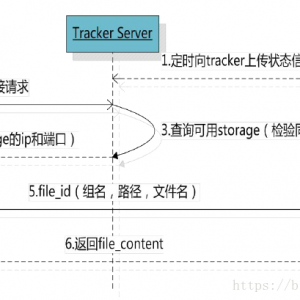 Tracker Server
1.定时向tracker上传状态信
接请求
3.查询可用storage（检验同
ge的ip和端口）
5.file_id（组名，路径，文件名）
6.返回file_content
https://b